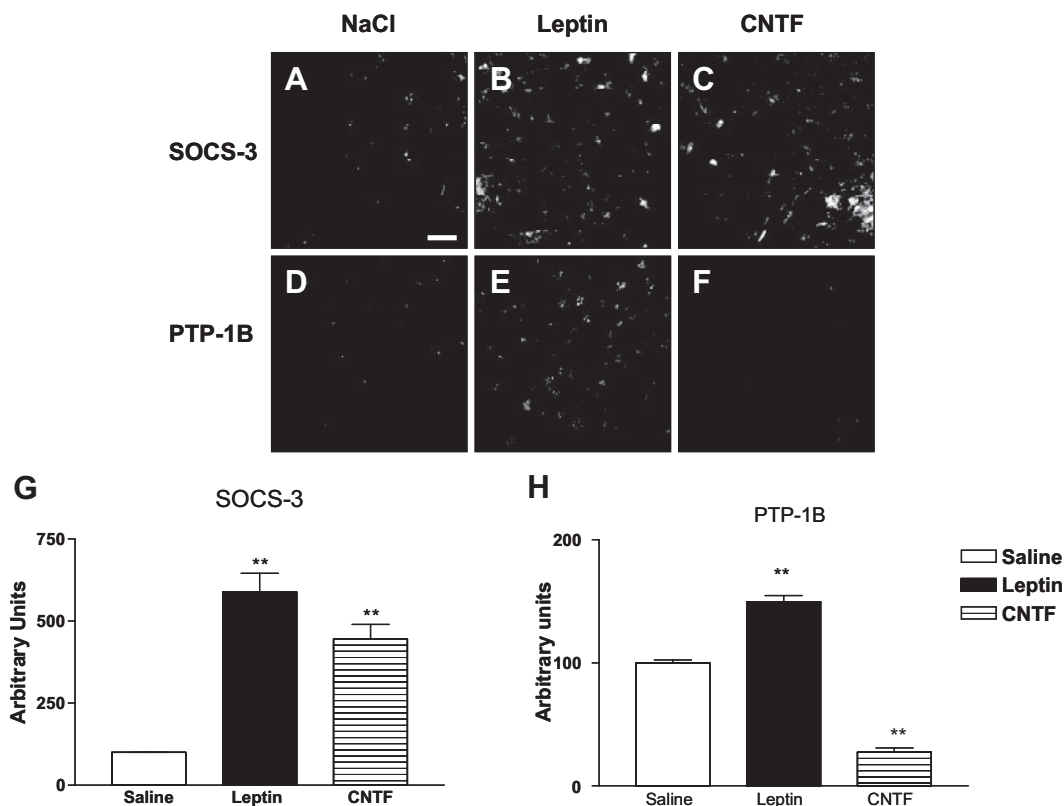 NaCl Leptin CNTF
SOCS-3
A B C
PTP-1B
D E F
G
SOCS-3
Arbitrary Units
750
500
250
0
** **
Saline Leptin CNTF
H
PTP-1B
Arbitrary units
200
100
0
** **
Saline Leptin CNTF
Saline
Leptin
CNTF